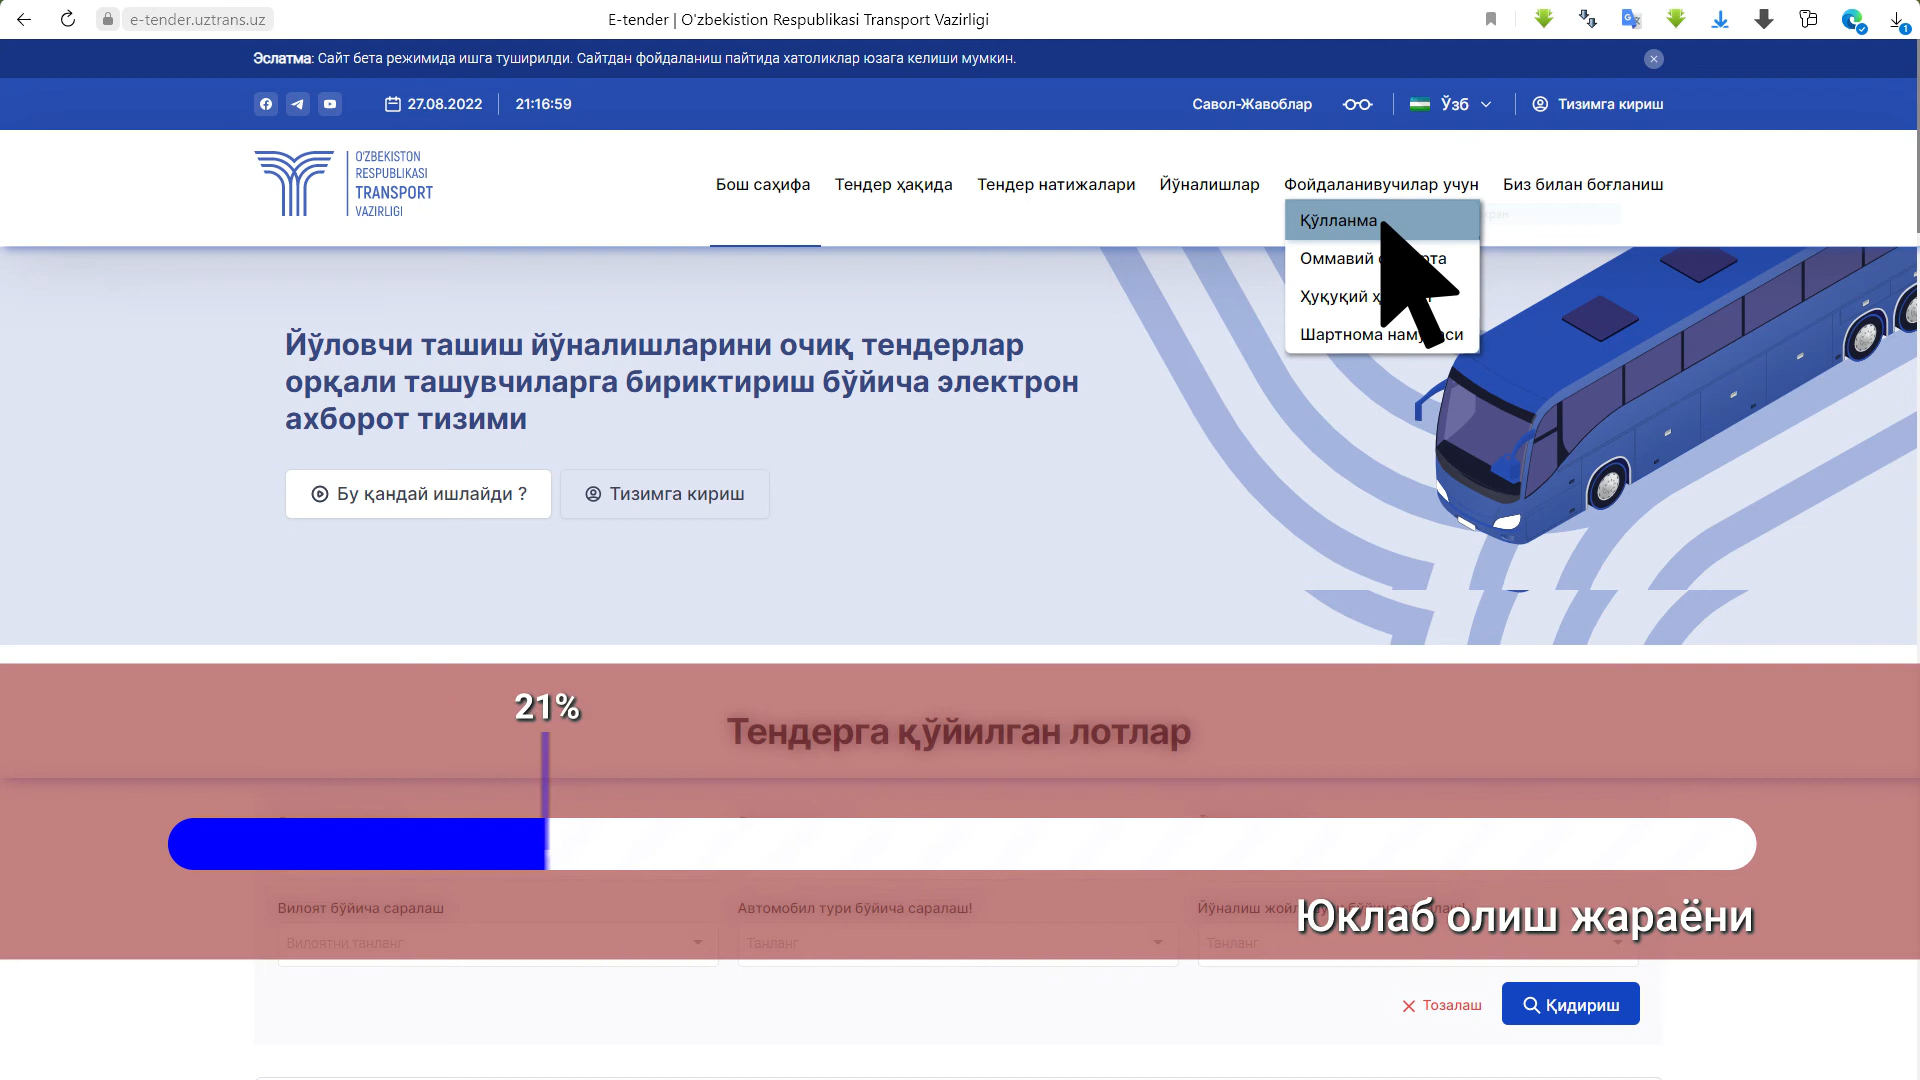 e-tender.uztrans.uz
E-tender | O'zbekistion Respublikasi Transport Vazirligi
1
Эслатма: Сайт бета режимида ишга туширилди. Сайтдан фойдаланиш пайтида хатоликлар юзага келиши мумкин.
27.08.2022
21:16:59
Савол-Жавоблар
Ўзб
Тизимга кириш
O'ZBEKISTON
RESPUBLIKASI
TRANSPORT
VAZIRLIGI
Бош саҳифа
Тендер ҳақида
Тендер натижалари
Йўналишлар
Фойдаланивучилар учун
Биз билан боғланиш
Қўлланма
Оммавий
Ҳуқуқий
Шартнома
Йўловчи ташиш йўналишларини очиқ тендерлар
орқали ташувчиларга бириктириш бўйича электрон
ахборот тизими
Бу қандай ишлайди ?
Тизимга кириш
21%
Тендерга қўйилган лотлар
Вилоят бўйича саралаш
Автомобил тури бўйича саралаш!
Йўналиш
Юклаб олиш жараёни
Вилоятни танланг
Танланг
Танланг
Тозалаш
Қидириш